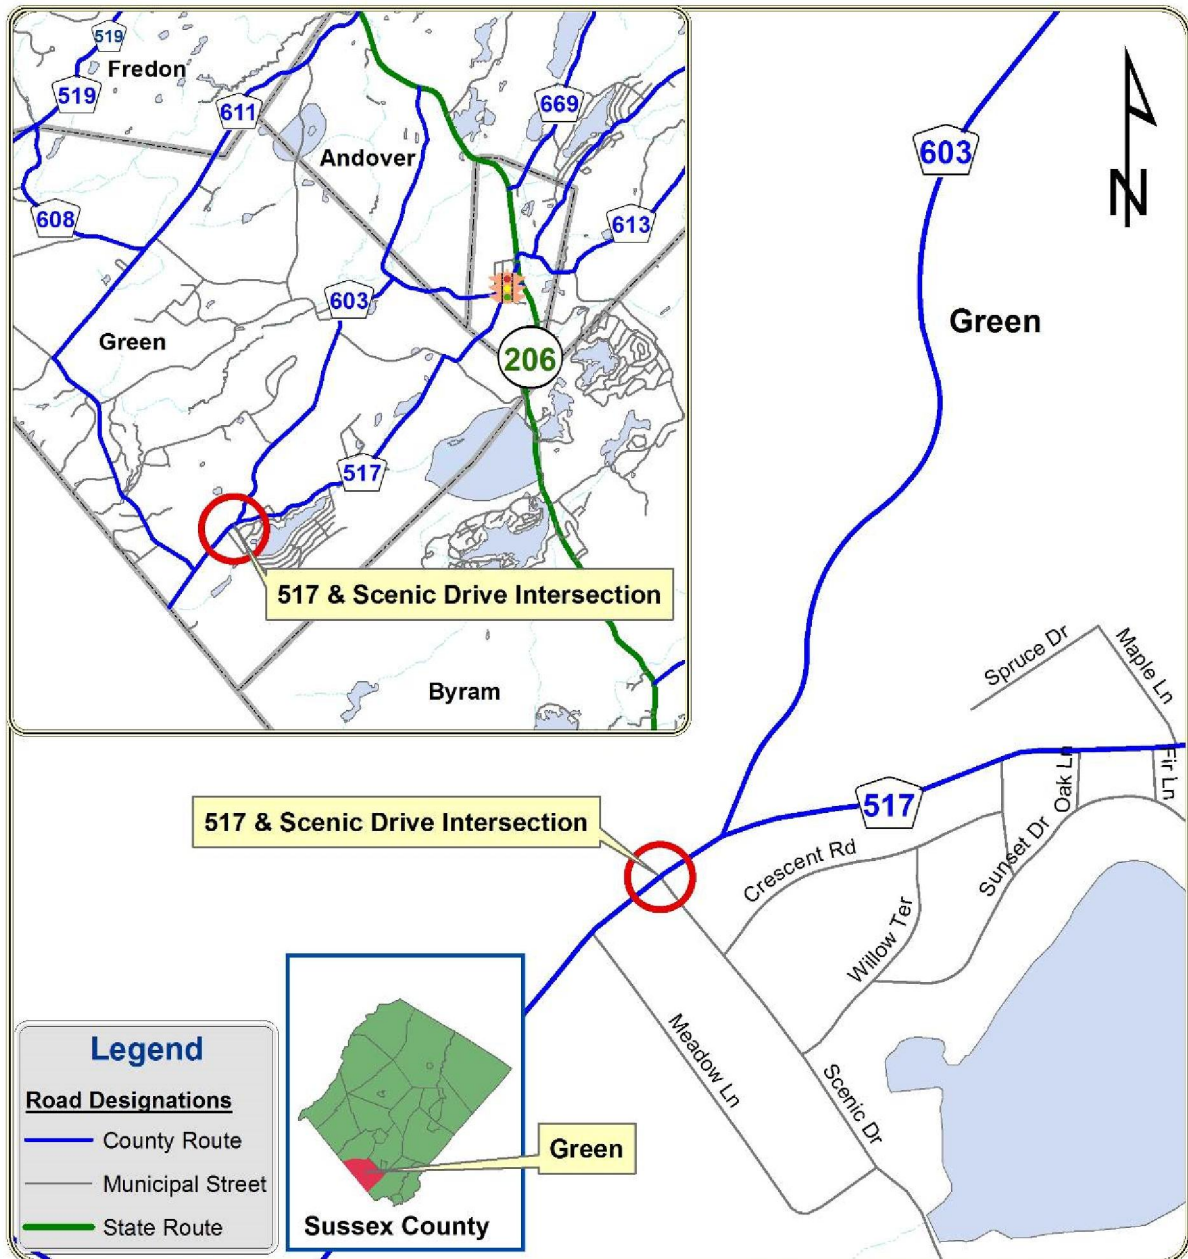 519
Fredon
519
611
669
Andover
608
613
603
Green
206
517
517 & Scenic Drive Intersection
Byram
603
N
Green
Spruce Dr
Maple Ln
517 & Scenic Drive Intersection
517
Oak Ln
Fir Ln
Crescent Rd
Sunset Dr
Willow Ter
Meadow Ln
Scenic Dr
Legend
Road Designations
County Route
Municipal Street
State Route
Green
Sussex County